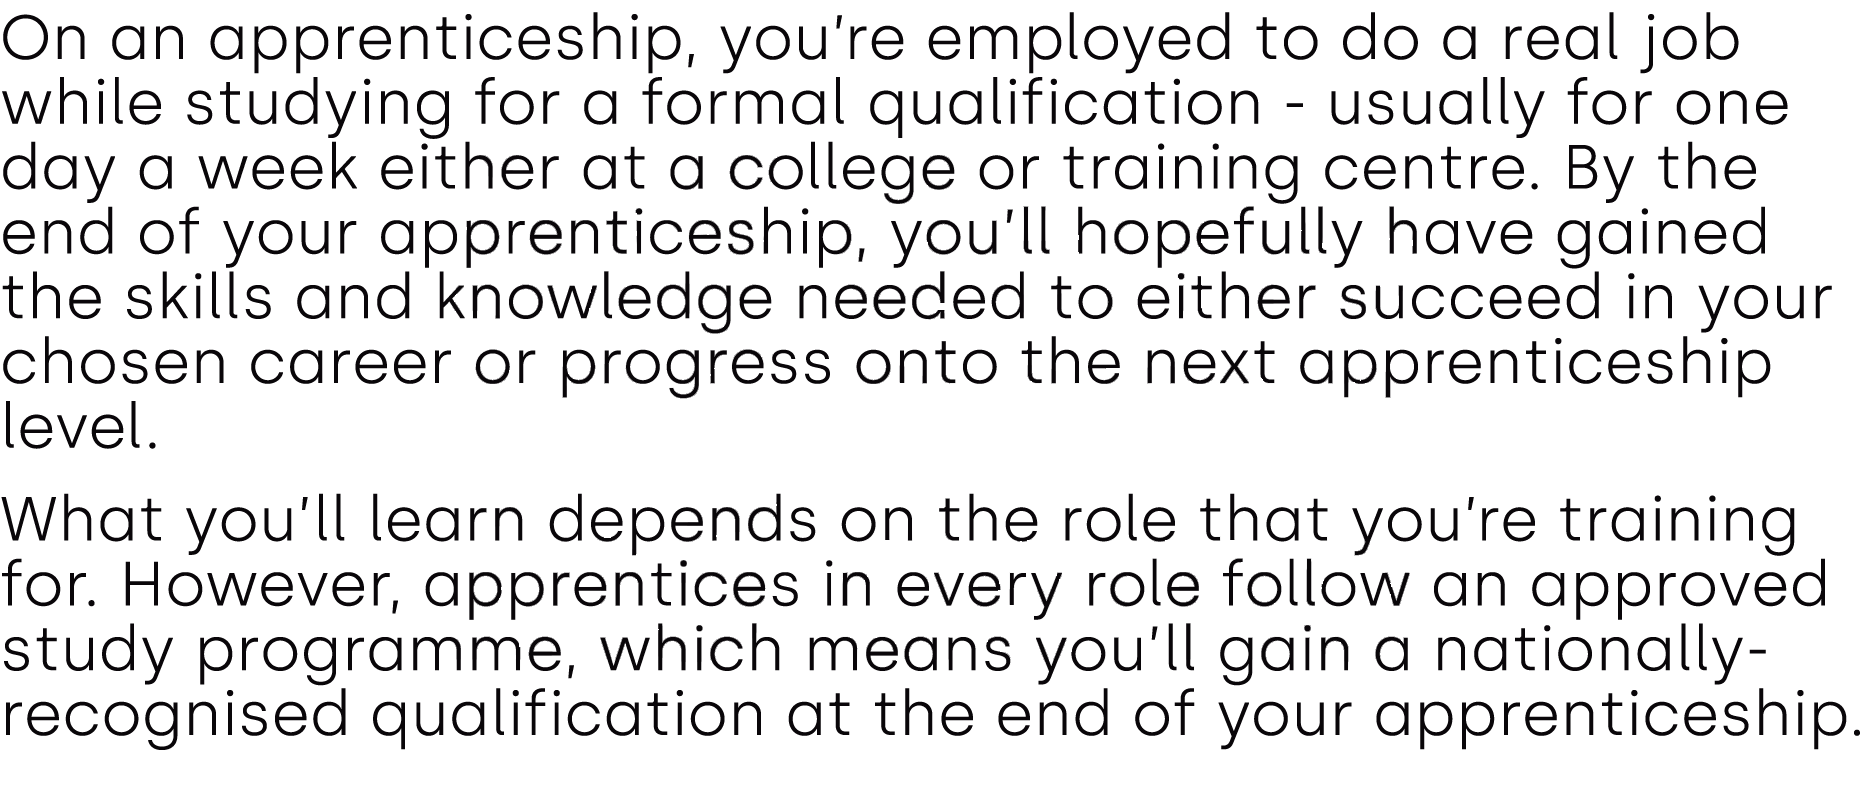 On an apprenticeship, you’re employed to do a real job
while studying for a formal qualification - usually for one
day a week either at a college or training centre. By the
end of your apprenticeship, you’ll hopefully have gained
the skills and knowledge needed to either succeed in your
chosen career or progress onto the next apprenticeship
level.
What you’ll learn depends on the role that you’re training
for. However, apprentices in every role follow an approved
study programme, which means you’ll gain a nationally-
recognised qualification at the end of your apprenticeship.